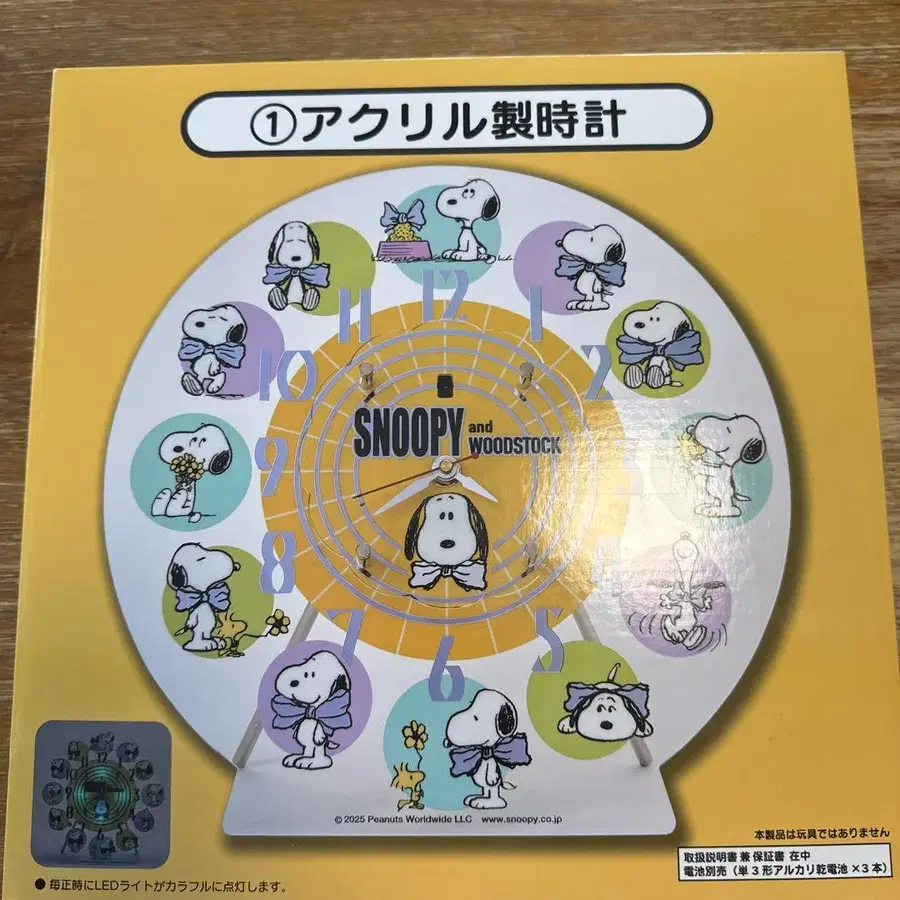 ①アクリル製時計
12
11
1
10
2
SNOOPY and
WOODSTOCK
9
8
7
5
6
© 2025 Peanuts Worldwide LLC www.snoopy.co.jp
本製品は玩具ではありません
取扱説明書 兼 保証書 在中
電池別売（単3形アルカリ乾電池×3本）
●毎正時にLEDライトがカラフルに点灯します。